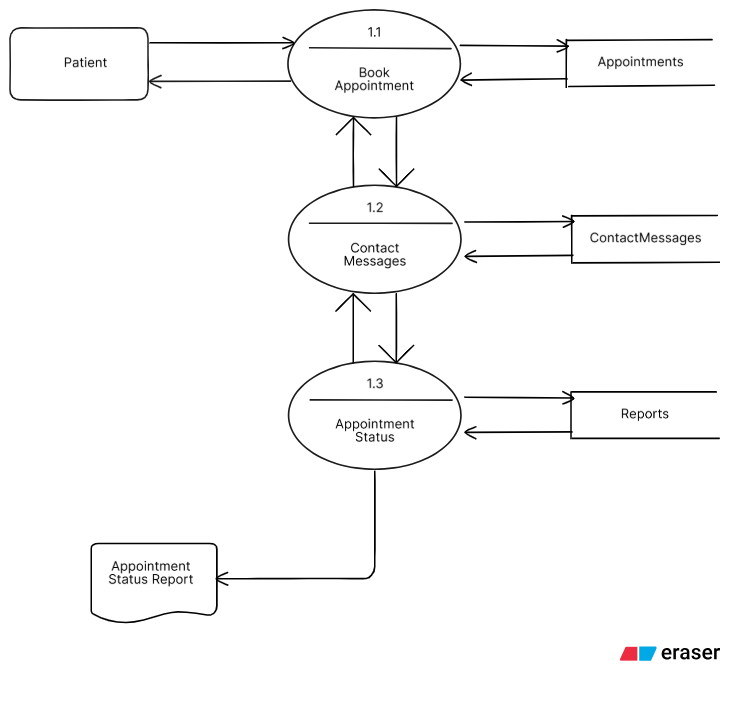 1.1
Patient
Book
Appointment
Appointments
1.2
Contact
Messages
ContactMessages
1.3
Appointment
Status
Reports
Appointment
Status Report
eraser